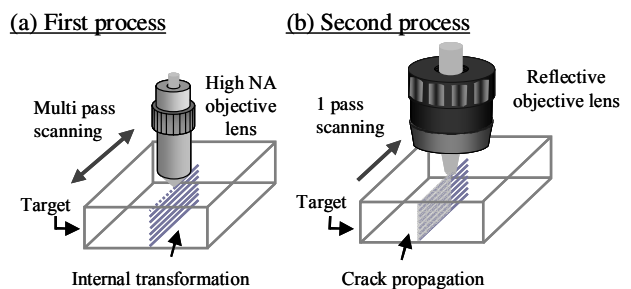 (a) First process
High NA
objective
lens
Multi pass
scanning
Target
Internal transformation
(b) Second process
Reflective
objective lens
1 pass
scanning
Target
Crack propagation